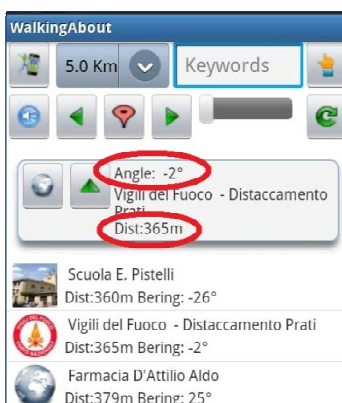 WalkingAbout
5.0 Km Keywords
Angle: -2°
Vigili del Fuoco - Distaccamento
Prati
Dist:365m
Scuola E. Pistelli
Dist:360m Bering: -26°
Vigili del Fuoco - Distaccamento Prati
Dist:365m Bering: -2°
Farmacia D'Attilio Aldo
Dist:379m Bering: 25°